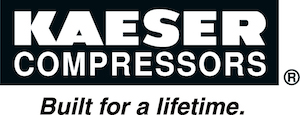 KAESER
COMPRESSORS®
Built for a lifetime.